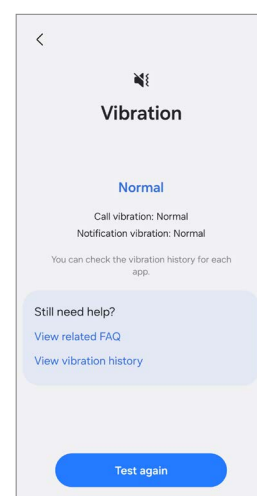 Vibration
Normal
Call vibration: Normal
Notification vibration: Normal
You can check the vibration history for each
app.
Still need help?
View related FAQ
View vibration history
Test again